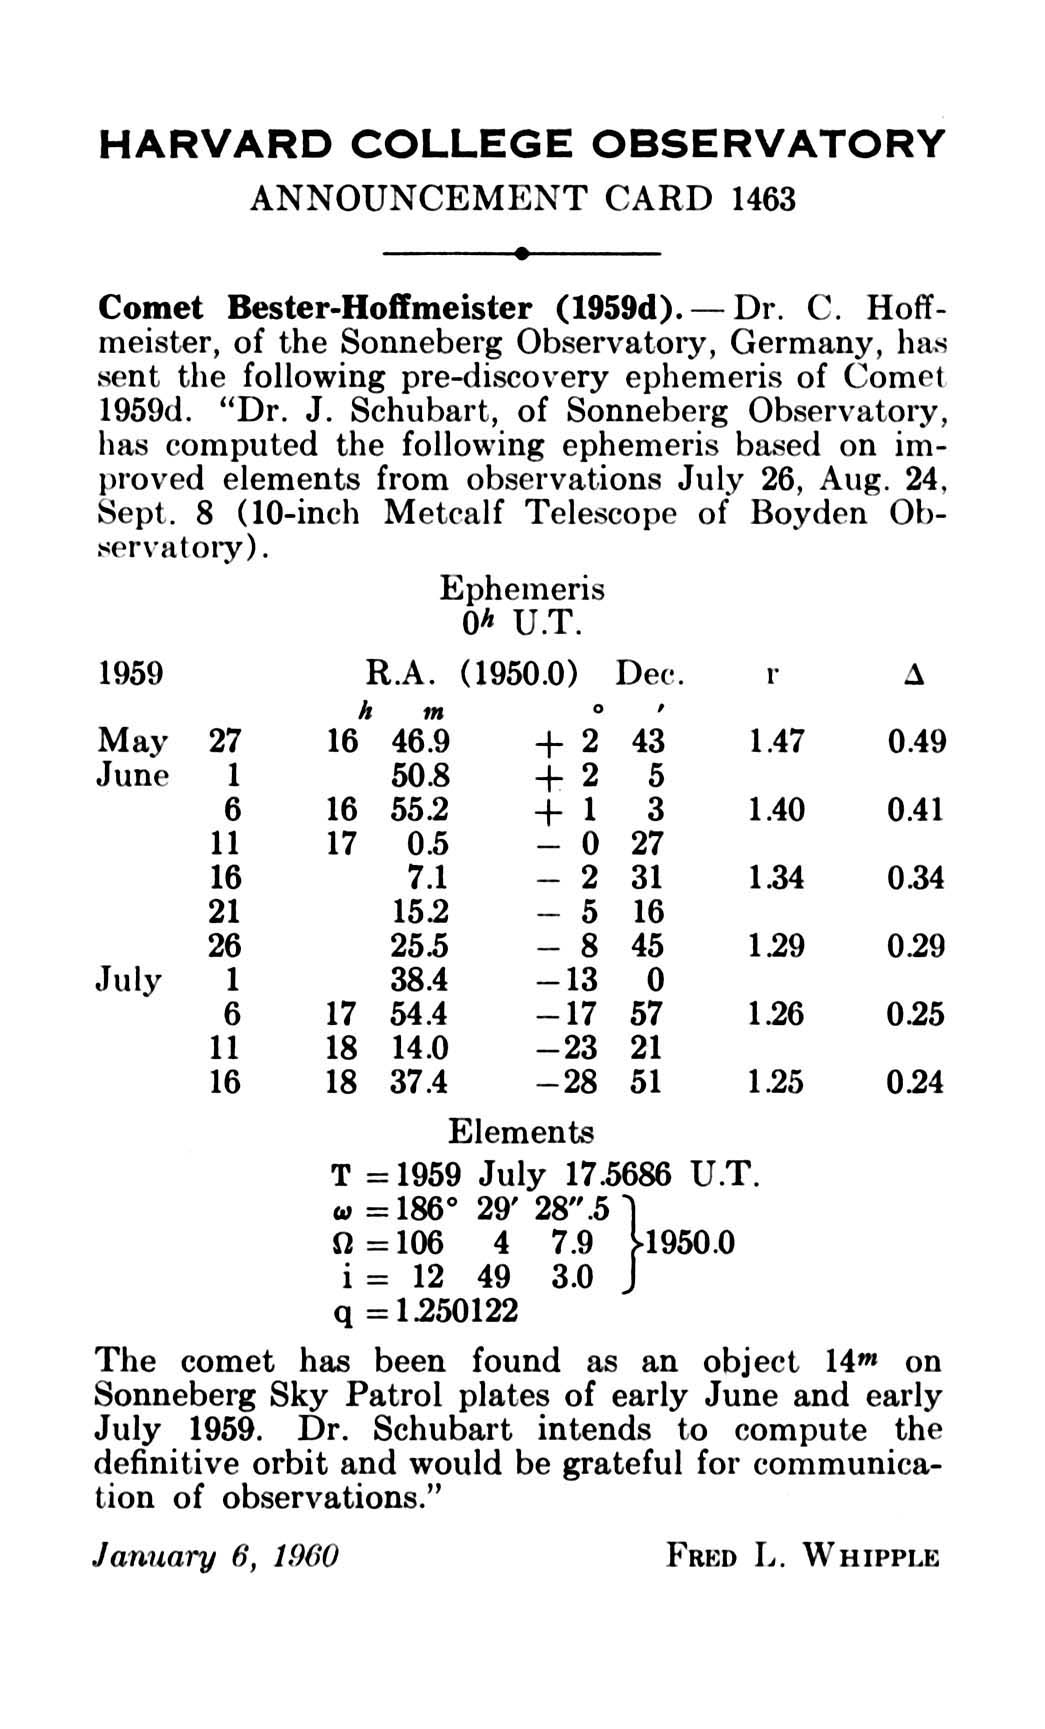 HARVARD COLLEGE OBSERVATORY
ANNOUNCEMENT CARD 1463
Comet Bester-Hoffmeister (1959d). — Dr. C. Hoff-
meister, of the Sonneberg Observatory, Germany, has
sent the following pre-discovery ephemeris of Comet
1959d. “Dr. J. Schubart, of Sonneberg Observatory,
has computed the following ephemeris based on im-
proved elements from observations July 26, Aug. 24,
Sept. 8 (10-inch Metcalf Telescope of Boyden Ob-
servatory).
Ephemeris
0h U.T.
1959 R.A. (1950.0) Dec. r Δ
h m ° ′
May 27 16 46.9 + 2 43 1.47 0.49
June 1 50.8 + 2 5
6 16 55.2 + 1 3 1.40 0.41
11 17 0.5 − 0 27
16 7.1 − 2 31 1.34 0.34
21 15.2 − 5 16
26 25.5 − 8 45 1.29 0.29
July 1 38.4 −13 0
6 17 54.4 −17 57 1.26 0.25
11 18 14.0 −23 21
16 18 37.4 −28 51 1.25 0.24
Elements
T = 1959 July 17.5686 U.T.
ω = 186° 29′ 28″.5
Ω = 106 4 7.9 } 1950.0
i = 12 49 3.0
q = 1.250122
The comet has been found as an object 14m on
Sonneberg Sky Patrol plates of early June and early
July 1959. Dr. Schubart intends to compute the
definitive orbit and would be grateful for communica-
tion of observations.”
January 6, 1960 FRED L. WHIPPLE